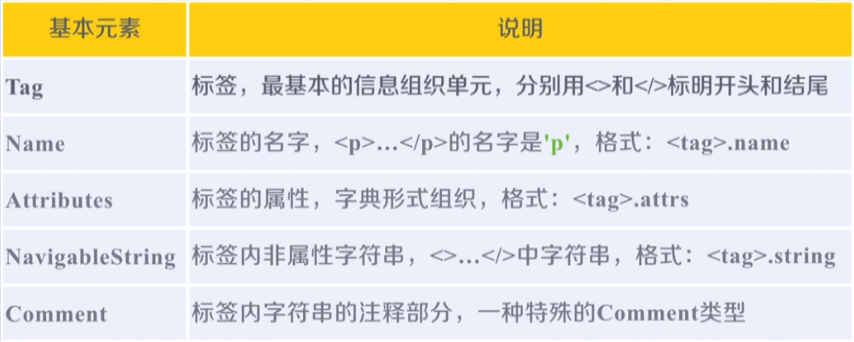 基本元素 说明
Tag 标签，最基本的信息组织单元，分别用<>和</>标明开头和结尾
Name 标签的名字，<p>…</p>的名字是'p'，格式：<tag>.name
Attributes 标签的属性，字典形式组织，格式：<tag>.attrs
NavigableString 标签内非属性字符串，<>…</>中字符串，格式：<tag>.string
Comment 标签内字符串的注释部分，一种特殊的Comment类型